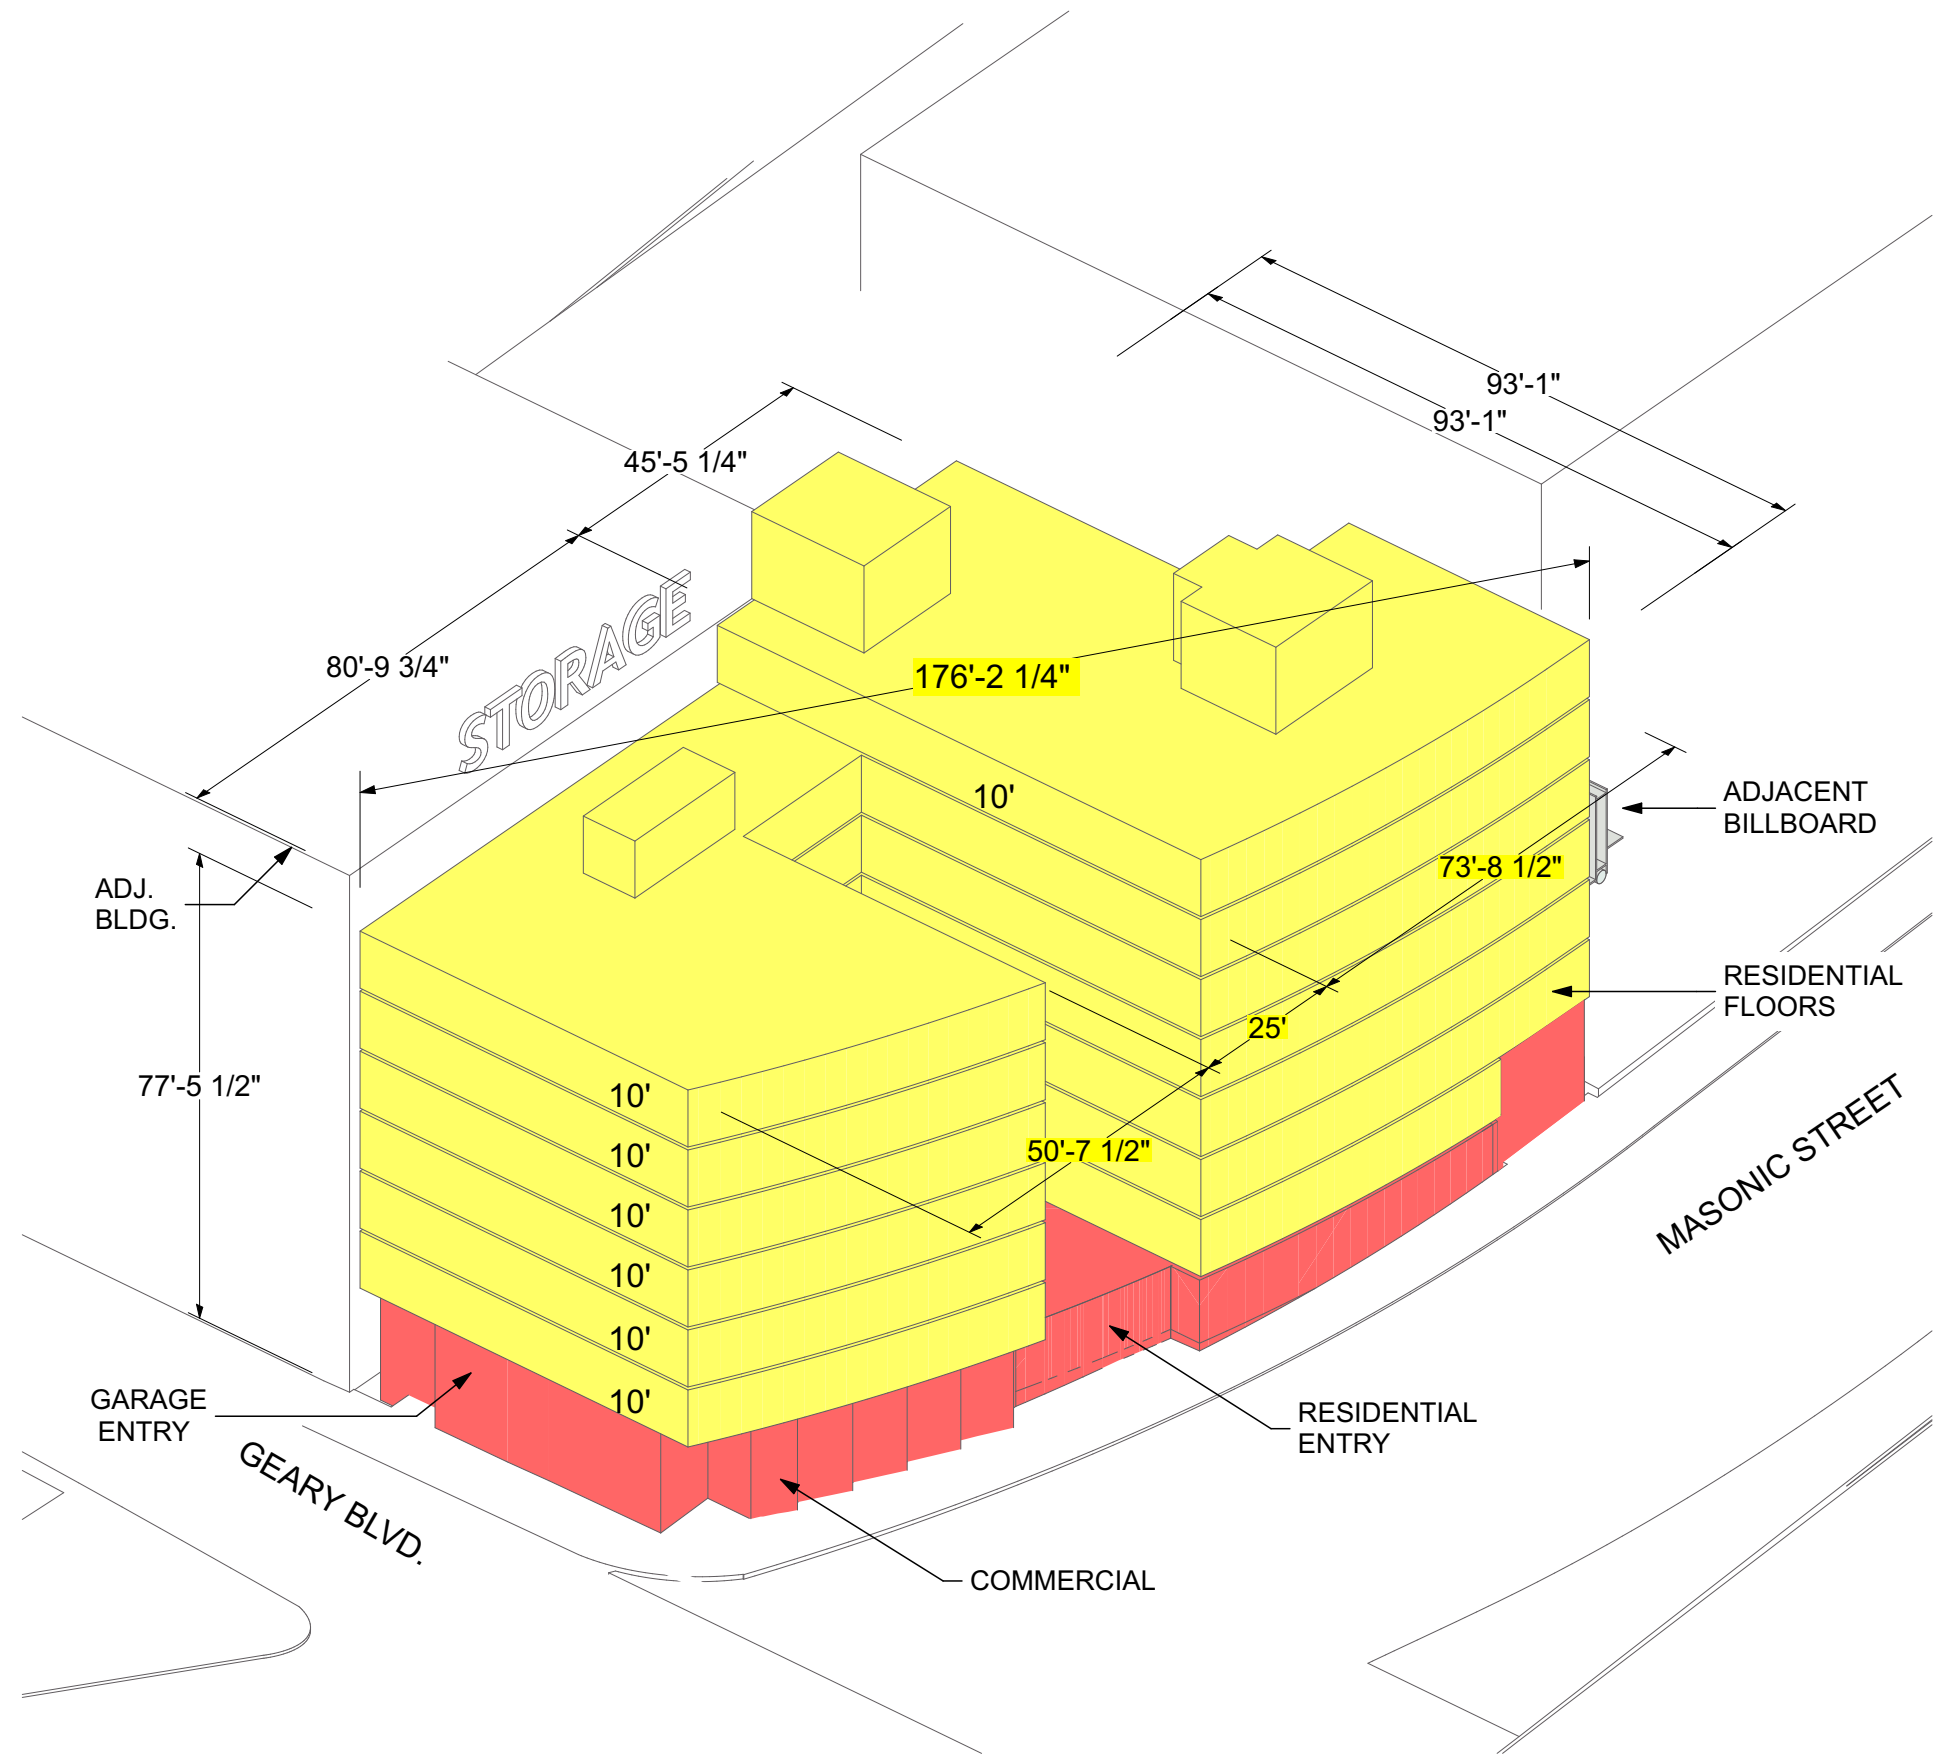 93'-1"
93'-1"
45'-5 1/4"
80'-9 3/4"
STORAGE
176'-2 1/4"
10'
ADJACENT
BILLBOARD
73'-8 1/2"
ADJ.
BLDG.
RESIDENTIAL
FLOORS
25'
77'-5 1/2"
10'
10'
10'
10'
10'
10'
50'-7 1/2"
MASONIC STREET
GARAGE
ENTRY
RESIDENTIAL
ENTRY
GEARY BLVD.
COMMERCIAL